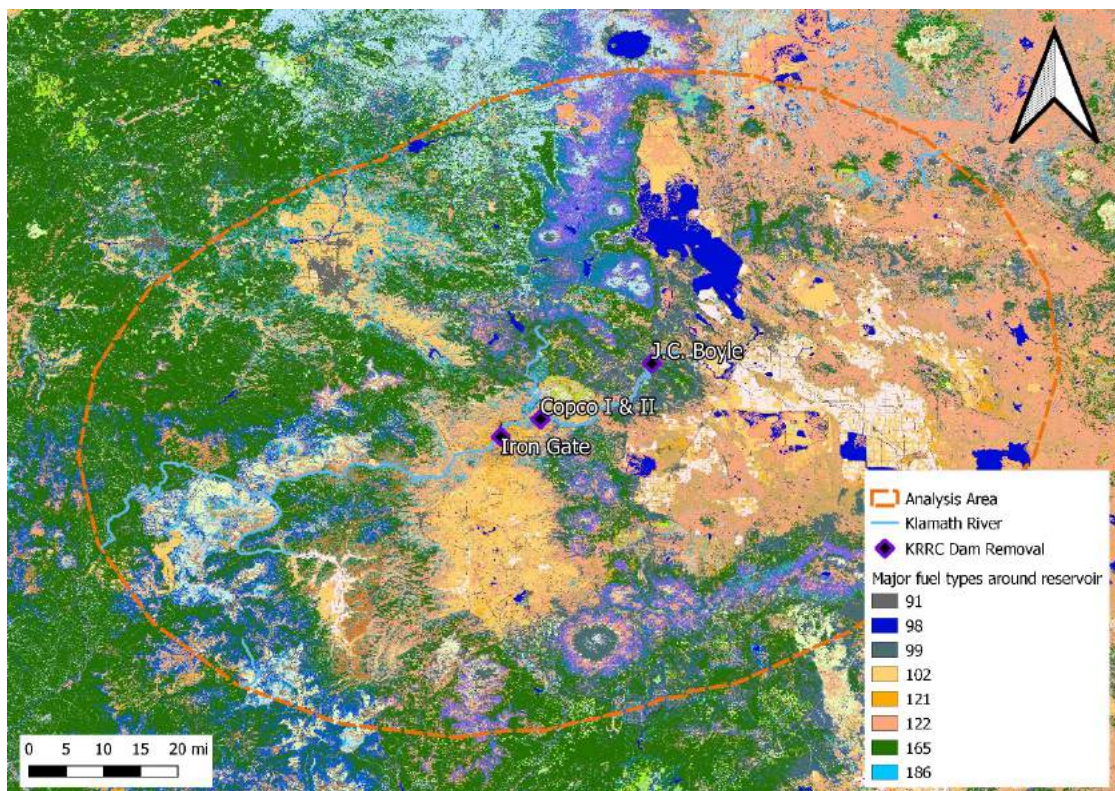 J.C. Boyle
Copco I & II
Iron Gate
Analysis Area
Klamath River
KRRC Dam Removal
Major fuel types around reservoir
91
98
99
102
121
122
165
186
0 5 10 15 20 mi